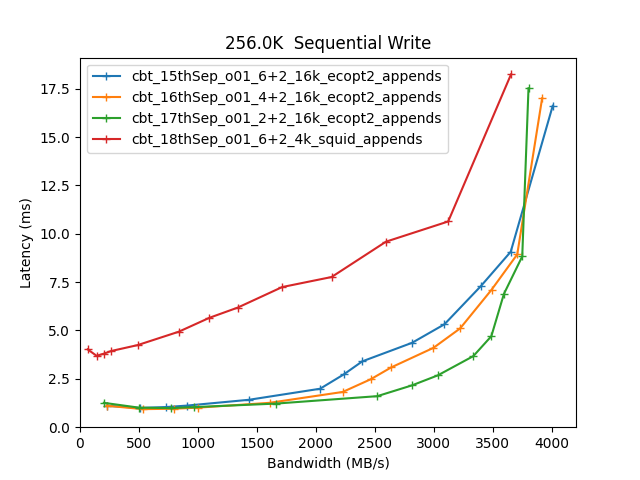 256.0K  Sequential Write
cbt_15thSep_o01_6+2_16k_ecopt2_appends
cbt_16thSep_o01_4+2_16k_ecopt2_appends
cbt_17thSep_o01_2+2_16k_ecopt2_appends
cbt_18thSep_o01_6+2_4k_squid_appends
17.5
15.0
12.5
10.0
7.5
5.0
2.5
0.0
Latency (ms)
0 500 1000 1500 2000 2500 3000 3500 4000
Bandwidth (MB/s)